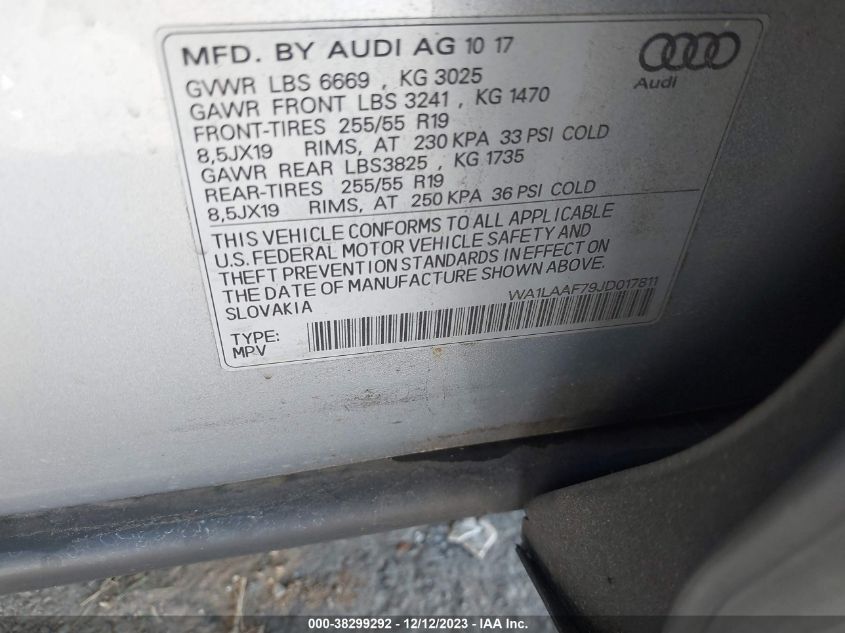 MFD. BY AUDI AG 10 17
Audi
GVWR LBS 6669 , KG 3025
GAWR FRONT LBS 3241 , KG 1470
FRONT-TIRES 255/55 R19
8,5JX19 RIMS, AT 230 KPA 33 PSI COLD
GAWR REAR LBS3825 , KG 1735
REAR-TIRES 255/55 R19
8,5JX19 RIMS, AT 250 KPA 36 PSI COLD
THIS VEHICLE CONFORMS TO ALL APPLICABLE
U.S. FEDERAL MOTOR VEHICLE SAFETY AND
THEFT PREVENTION STANDARDS IN EFFECT ON
THE DATE OF MANUFACTURE SHOWN ABOVE.
SLOVAKIA
WA1LAAF79JD017811
TYPE:
MPV
000-38299292 - 12/12/2023 - IAA Inc.